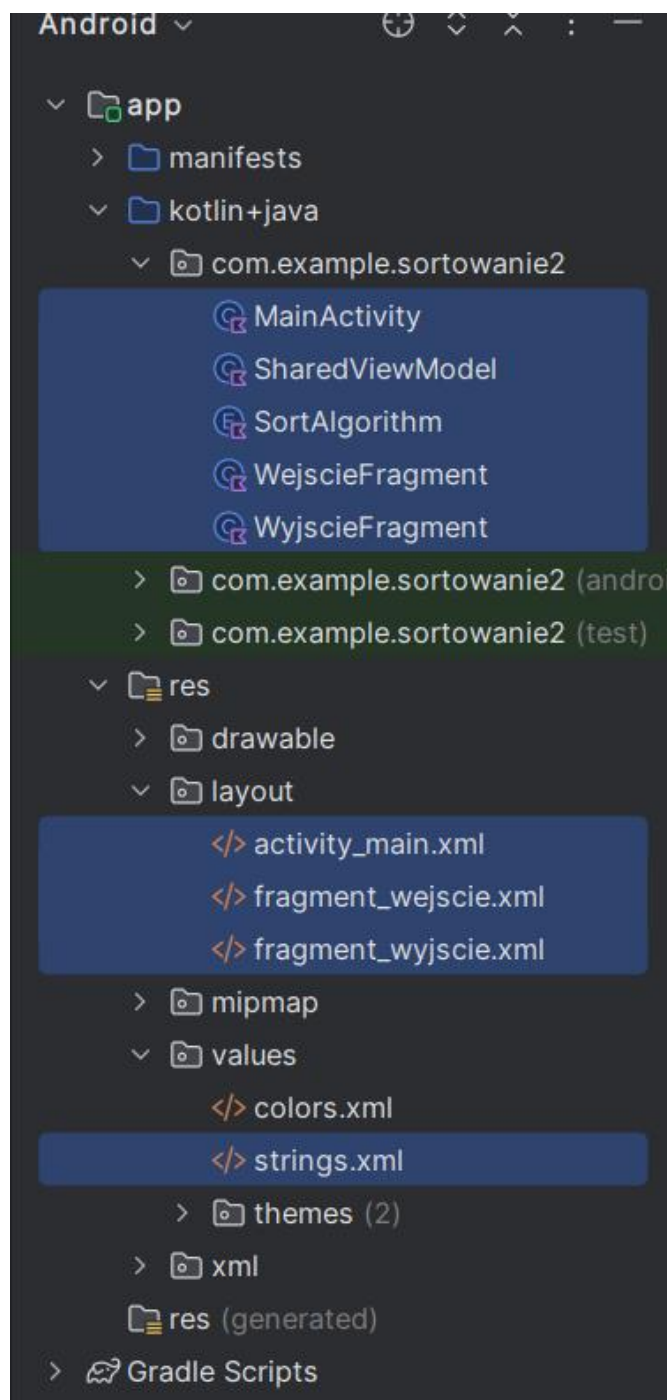 Android
app
manifests
kotlin+java
com.example.sortowanie2
MainActivity
SharedViewModel
SortAlgorithm
WejscieFragment
WyjscieFragment
com.example.sortowanie2 (andro
com.example.sortowanie2 (test)
res
drawable
layout
</> activity_main.xml
</> fragment_wejscie.xml
</> fragment_wyjscie.xml
mipmap
values
</> colors.xml
</> strings.xml
themes (2)
xml
res (generated)
Gradle Scripts